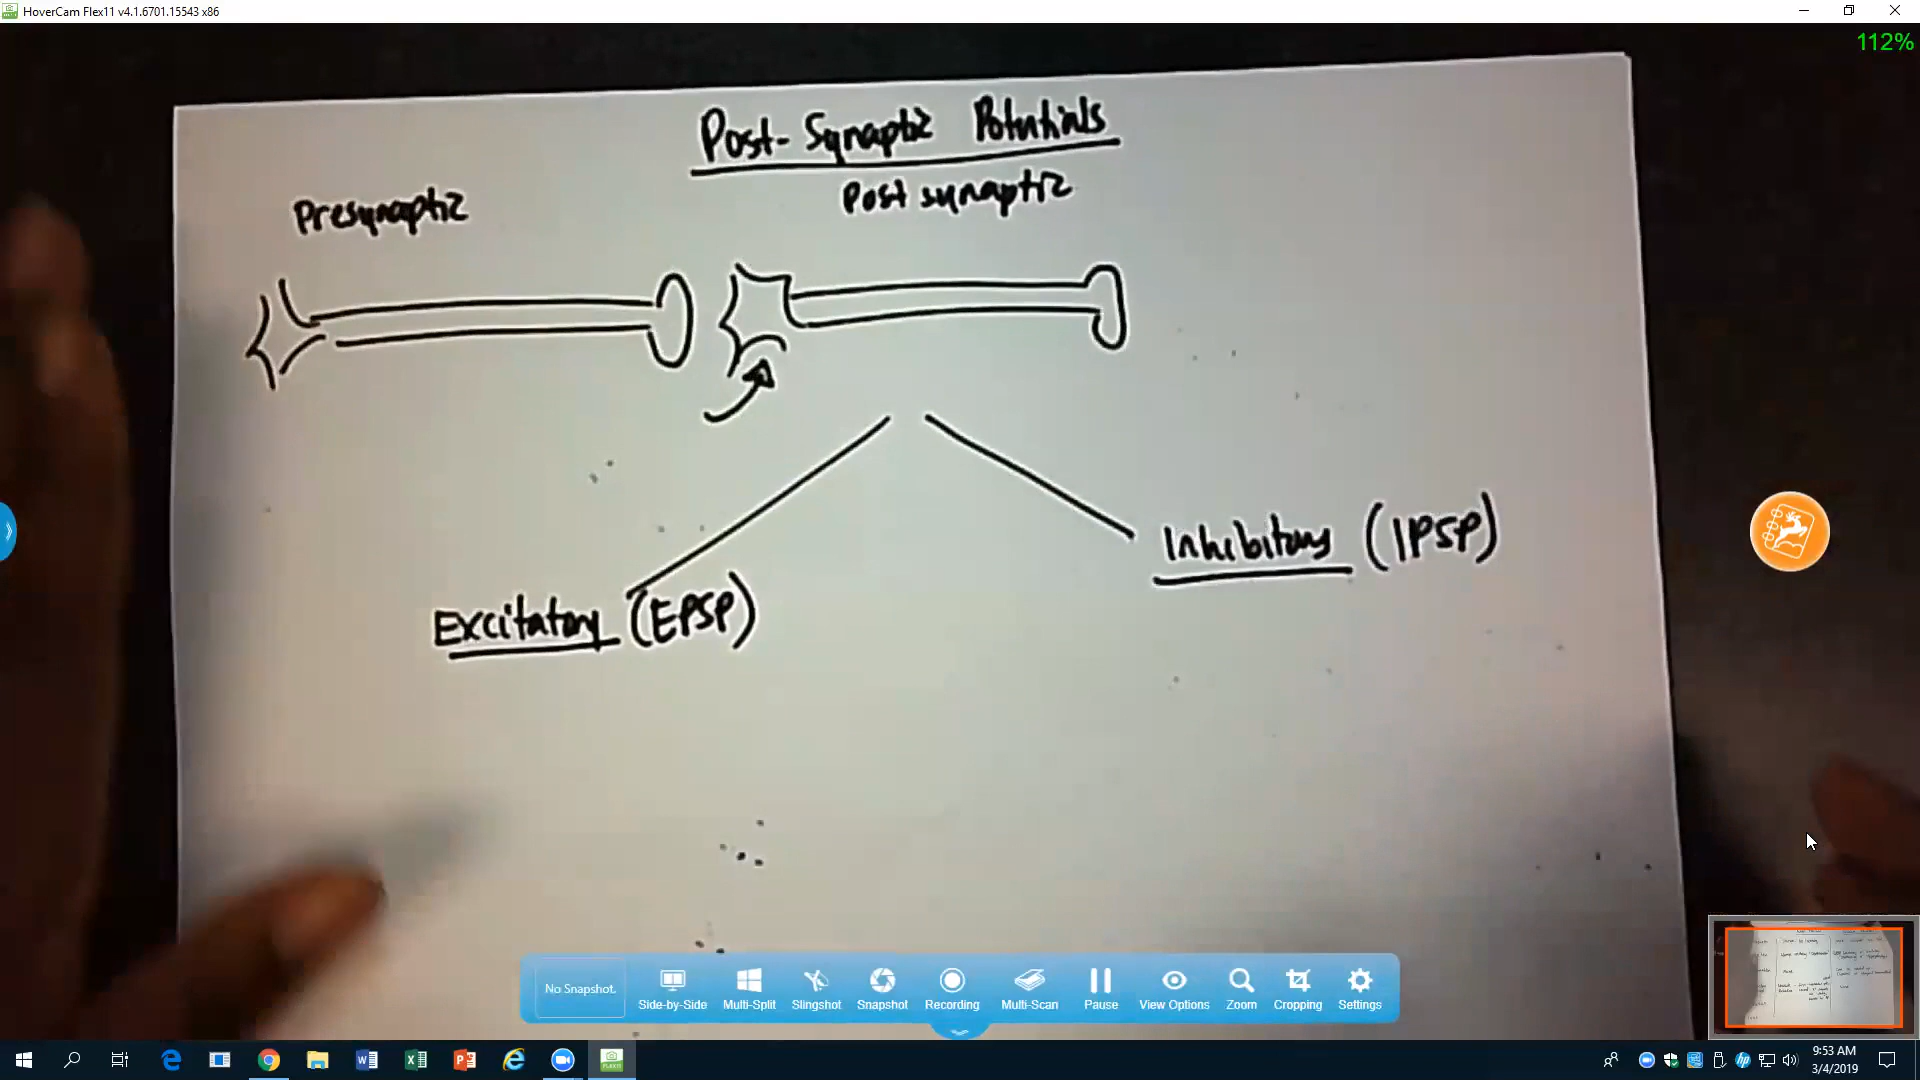 HoverCam Flex11 v4.1.6701.15543 x86
112%
Post-Synaptic Potentials
Presynaptic
Post synaptic
Inhibitory (IPSP)
Excitatory (EPSP)
No Snapshot.
Side-by-Side
Multi-Split
Slingshot
Snapshot
Recording
Multi-Scan
Pause
View Options
Zoom
Cropping
Settings
FLEX11
9:53 AM
3/4/2019